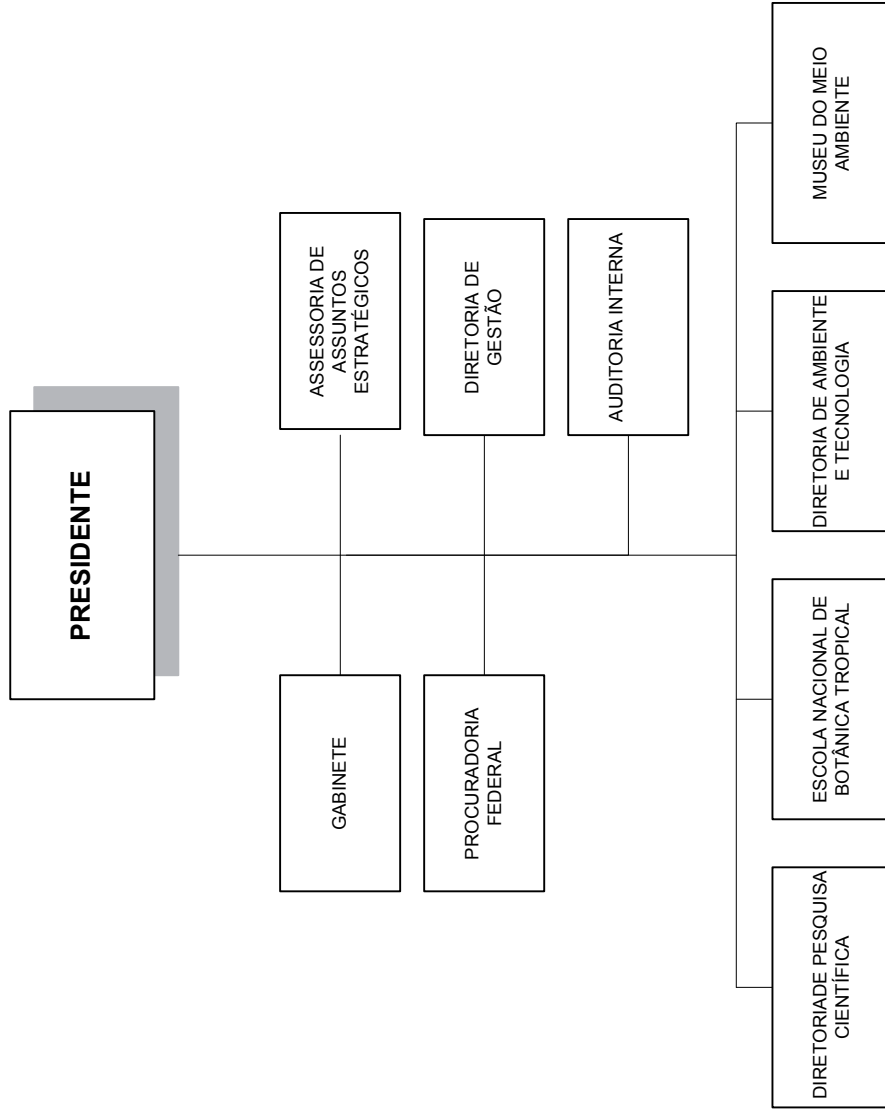 PRESIDENTE
GABINETE
ASSESSORIA DE
ASSUNTOS
ESTRATÉGICOS
PROCURADORIA
FEDERAL
DIRETORIA DE
GESTÃO
AUDITORIA INTERNA
DIRETORIADE PESQUISA
CIENTÍFICA
ESCOLA NACIONAL DE
BOTÂNICA TROPICAL
DIRETORIA DE AMBIENTE
E TECNOLOGIA
MUSEU DO MEIO
AMBIENTE